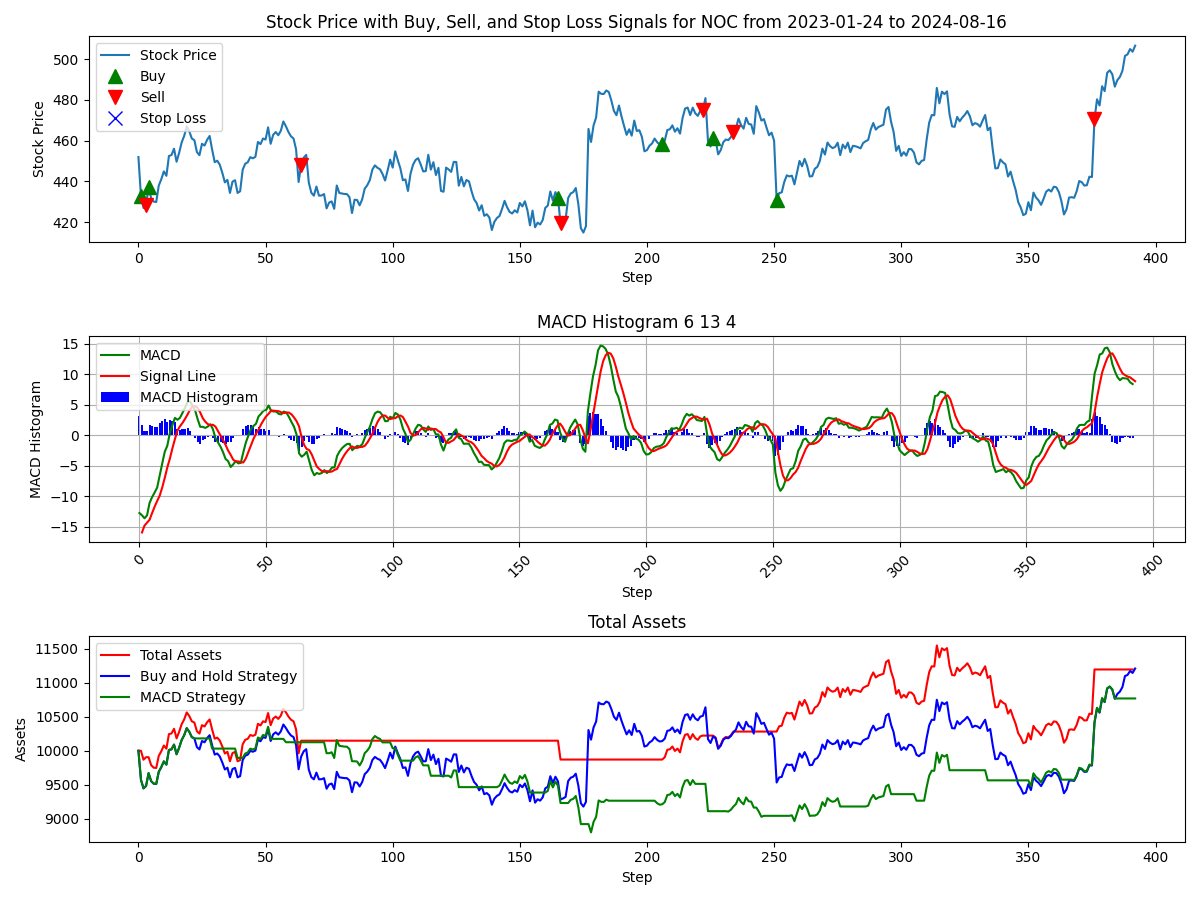 Stock Price with Buy, Sell, and Stop Loss Signals for NOC from 2023-01-24 to 2024-08-16
Stock Price
500
480
460
440
420
Stock Price
Buy
Sell
Stop Loss
0 50 100 150 200 250 300 350 400
Step
MACD Histogram 6 13 4
MACD Histogram
15
10
5
0
−5
−10
−15
MACD
Signal Line
MACD Histogram
0 50 100 150 200 250 300 350 400
Step
Total Assets
Assets
11500
11000
10500
10000
9500
9000
Total Assets
Buy and Hold Strategy
MACD Strategy
0 50 100 150 200 250 300 350 400
Step